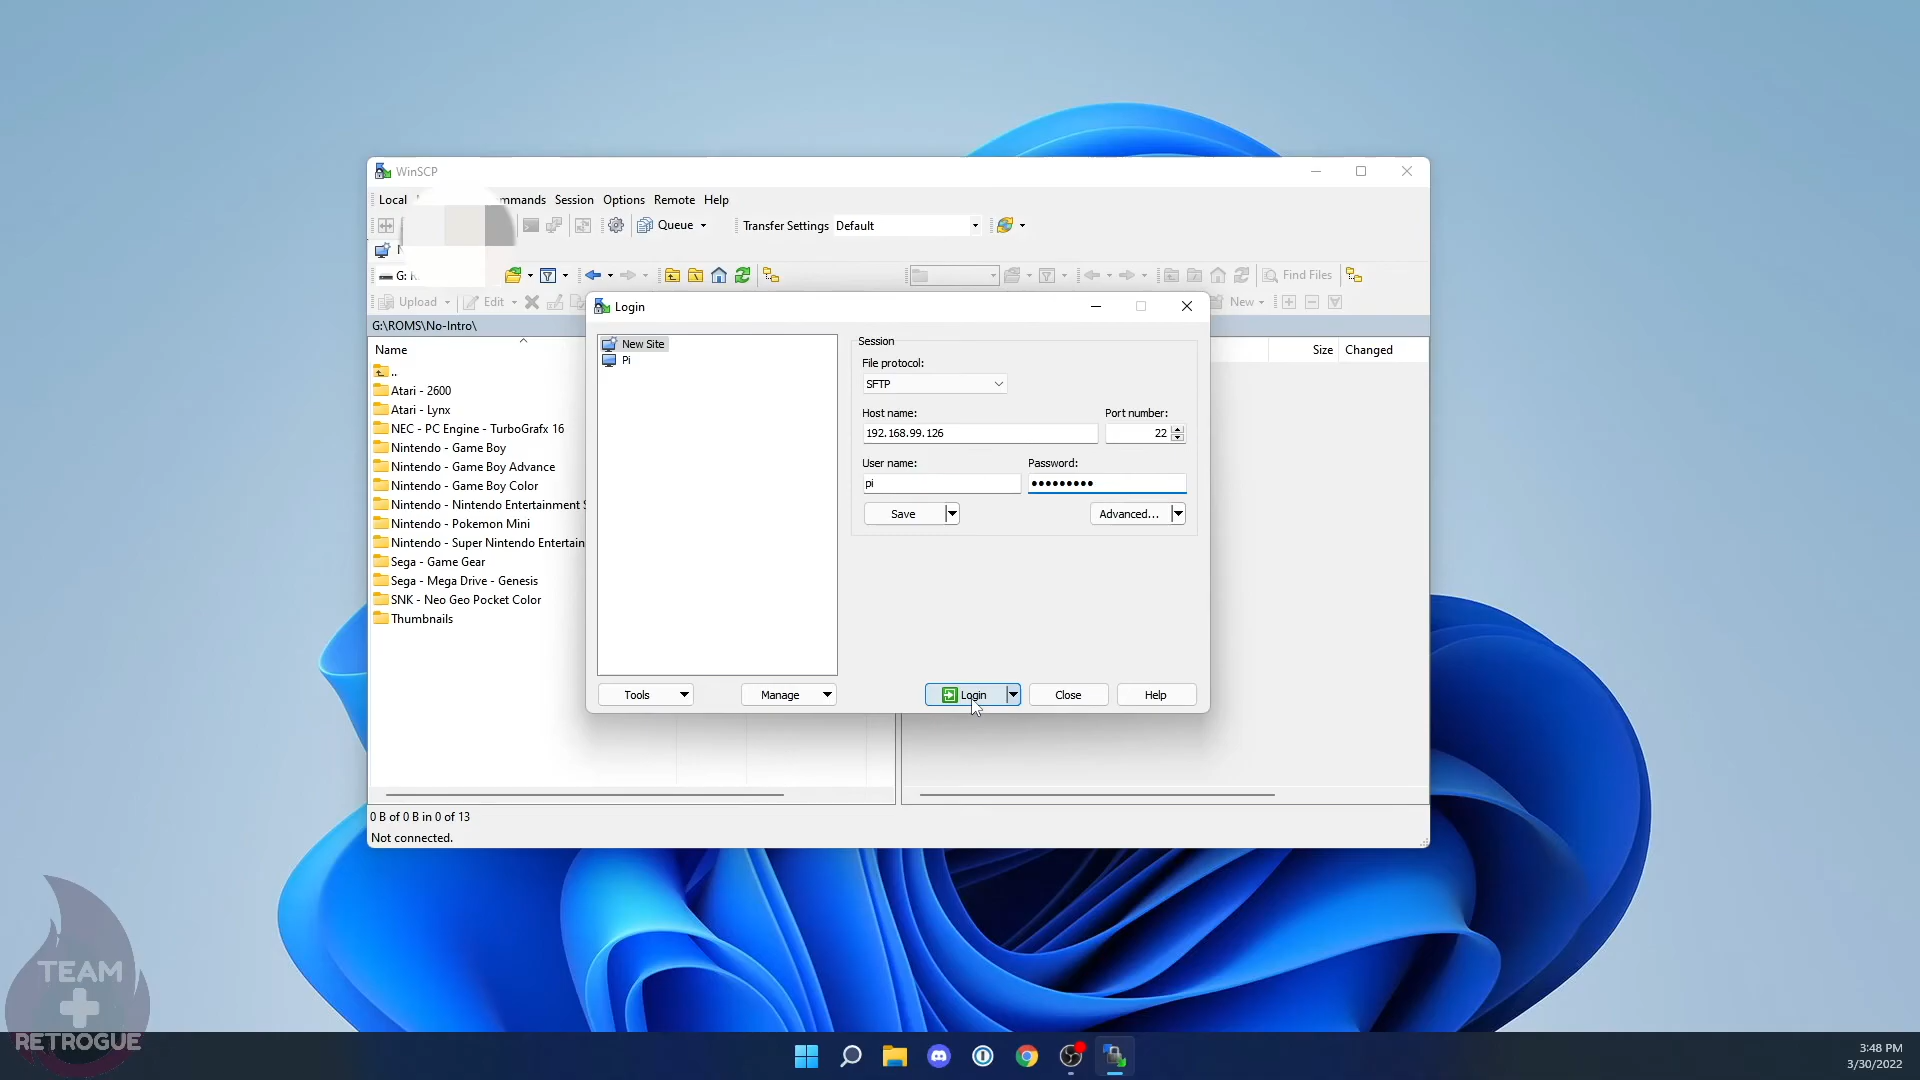 WinSCP
Local mmands Session Options Remote Help
Queue Transfer Settings Default
G:
Find Files
Upload Edit New
G:\ROMS\No-Intro\
Login
Name
Size Changed
..
Atari - 2600
Atari - Lynx
NEC - PC Engine - TurboGrafx 16
Nintendo - Game Boy
Nintendo - Game Boy Advance
Nintendo - Game Boy Color
Nintendo - Nintendo Entertainment S
Nintendo - Pokemon Mini
Nintendo - Super Nintendo Entertain
Sega - Game Gear
Sega - Mega Drive - Genesis
SNK - Neo Geo Pocket Color
Thumbnails
New Site
Pi
Session
File protocol:
SFTP
Host name: Port number:
192.168.99.126 22
User name: Password:
pi •••••••••
Save Advanced...
Tools Manage Login Close Help
0 B of 0 B in 0 of 13
Not connected.
TEAM
RETROGUE
3:48 PM
3/30/2022